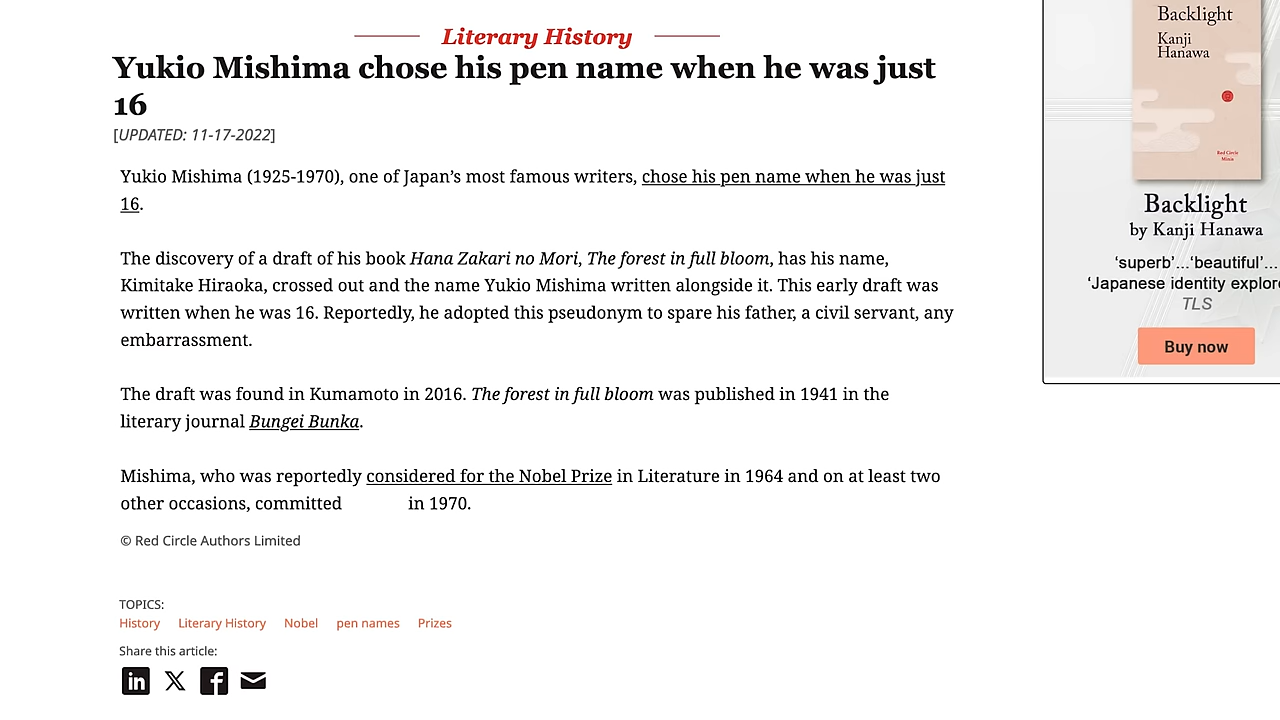 Literary History
Yukio Mishima chose his pen name when he was just
16
[UPDATED: 11-17-2022]
Yukio Mishima (1925-1970), one of Japan’s most famous writers, chose his pen name when he was just
16.
The discovery of a draft of his book Hana Zakari no Mori, The forest in full bloom, has his name,
Kimitake Hiraoka, crossed out and the name Yukio Mishima written alongside it. This early draft was
written when he was 16. Reportedly, he adopted this pseudonym to spare his father, a civil servant, any
embarrassment.
The draft was found in Kumamoto in 2016. The forest in full bloom was published in 1941 in the
literary journal Bungei Bunka.
Mishima, who was reportedly considered for the Nobel Prize in Literature in 1964 and on at least two
other occasions, committed in 1970.
© Red Circle Authors Limited
TOPICS:
History Literary History Nobel pen names Prizes
Share this article:
Backlight
Kanji
Hanawa
Red Circle
Minis
Backlight
by Kanji Hanawa
‘superb’...‘beautiful’...
‘Japanese identity explore
TLS
Buy now